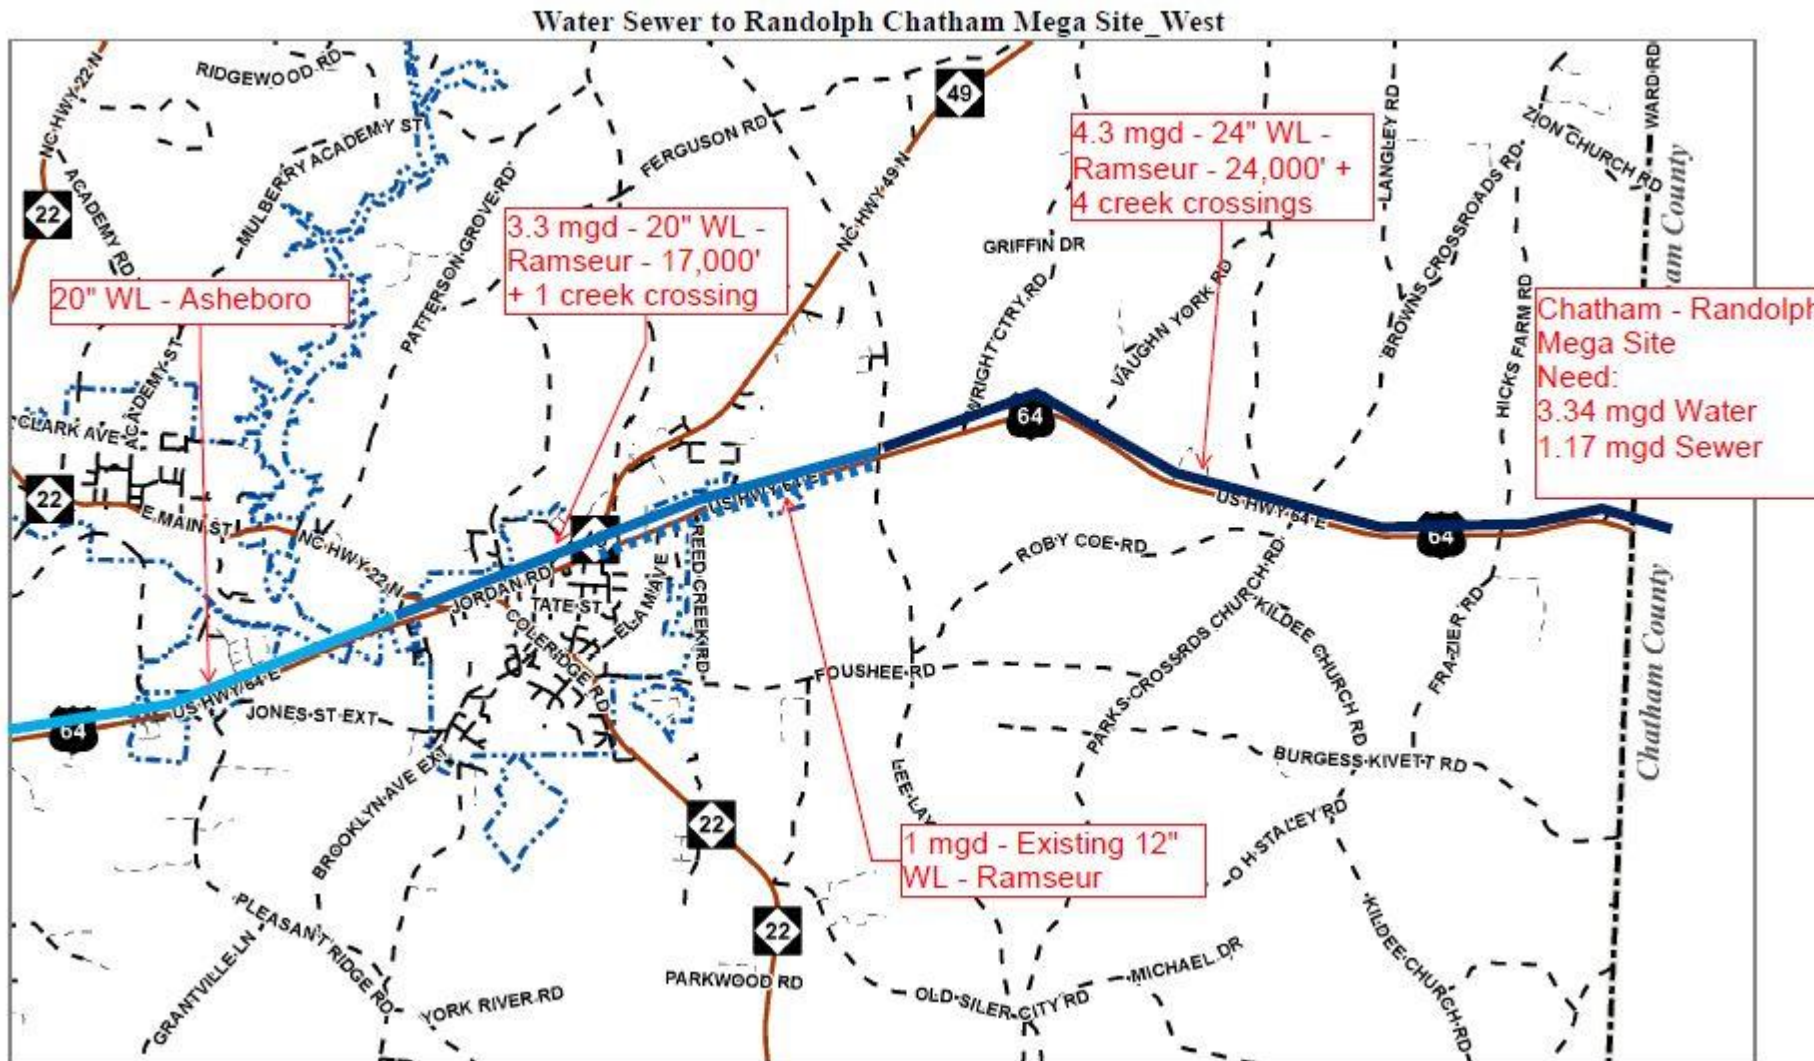 Water Sewer to Randolph Chatham Mega Site_West
RIDGEWOOD RD
NC HWY 22 N
49
22
ACADEMY RD
MULBERRY ACADEMY ST
PATTERSON GROVE RD
FERGUSON RD
NC HWY 49 N
4.3 mgd - 24" WL -
Ramseur - 24,000' +
4 creek crossings
LANGLEY RD
ZION CHURCH RD
WARD RD
am County
3.3 mgd - 20" WL -
Ramseur - 17,000'
+ 1 creek crossing
20" WL - Asheboro
GRIFFIN DR
WRIGHT CTRY RD
VAUGHN YORK RD
BROWNS CROSSROADS RD
HICKS FARM RD
Chatham - Randolph
Mega Site
Need:
3.34 mgd Water
1.17 mgd Sewer
CLARK AVE
ACADEMY ST
64
22
E MAIN ST
NC HWY 22 N
US HWY 64 E
US HWY 64 E
64
JORDAN RD
TATE ST
ELAM AVE
REED CREEK RD
COLERIDGE RD
ROBY COE RD
PARKS CROSSRDS CHURCH RD
KILDEE CHURCH RD
FRAZIER RD
Chatham County
FOUSHEE RD
US HWY 64 E
64
JONES ST EXT
BURGESS KIVETT RD
BROOKLYN AVE EXT
LEE LAY
22
1 mgd - Existing 12"
WL - Ramseur
O H STALEY RD
PLEASANT RIDGE RD
GRANTVILLE LN
22
KILDEE CHURCH RD
PARKWOOD RD
MICHAEL DR
YORK RIVER RD
OLD SILER CITY RD